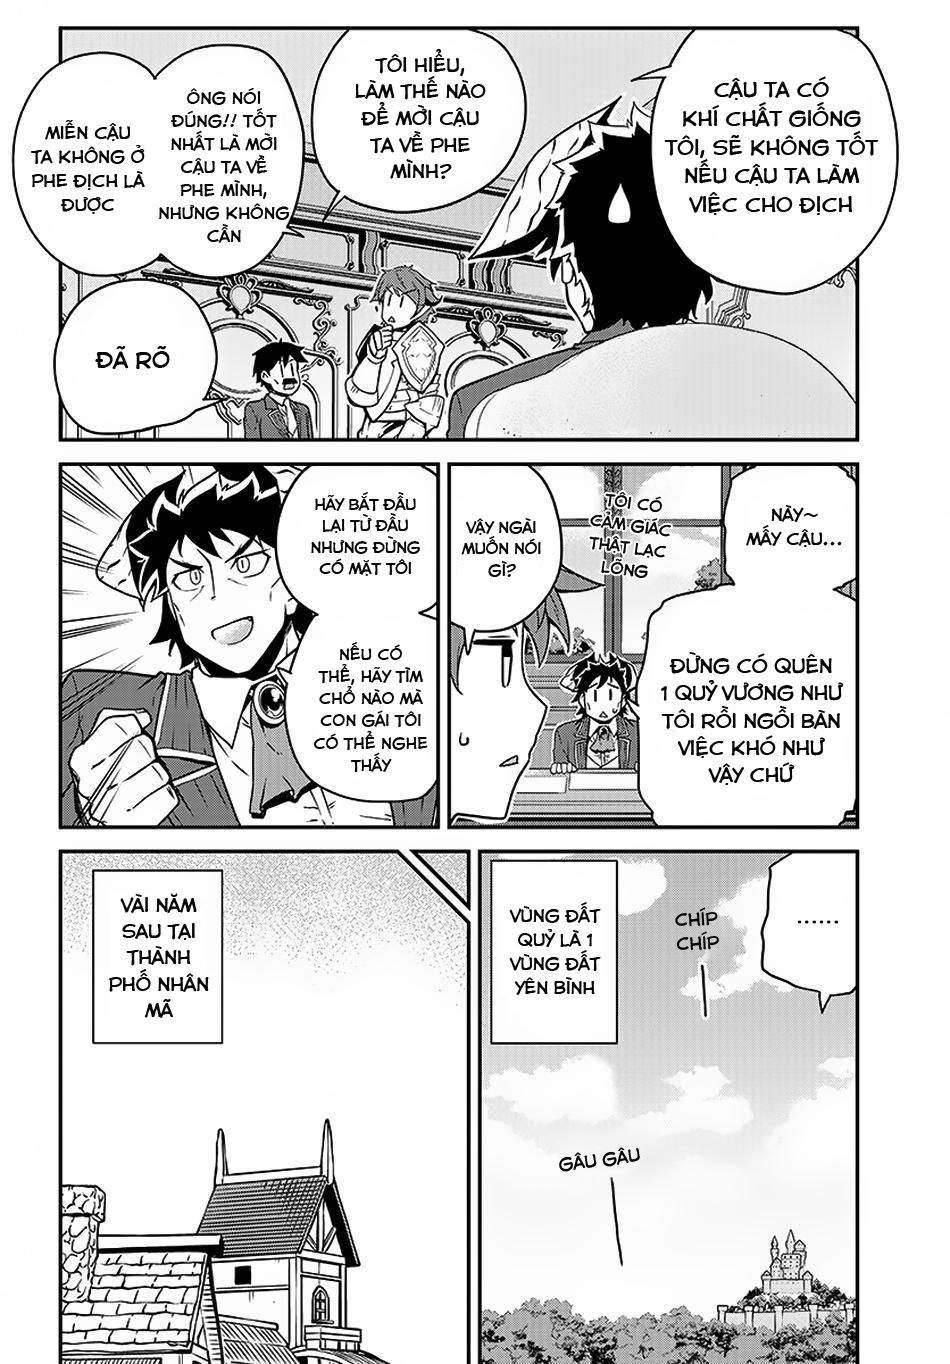 CẬU TA CÓ
KHÍ CHẤT GIỐNG
TÔI, SẼ KHÔNG TỐT
NẾU CẬU TA LÀM
VIỆC CHO ĐỊCH
TÔI HIỂU,
LÀM THẾ NÀO
ĐỂ MỜI CẬU
TA VỀ PHE
MÌNH?
ÔNG NÓI
ĐÚNG!! TỐT
NHẤT LÀ MỜI
CẬU TA VỀ
PHE MÌNH,
NHƯNG KHÔNG
CẦN
MIỄN CẬU
TA KHÔNG Ở
PHE ĐỊCH LÀ
ĐƯỢC
ĐÃ RÕ
NÀY~
MẤY CẬU...
ĐỪNG CÓ QUÊN
1 QUỶ VƯƠNG NHƯ
TÔI RỒI NGỒI BÀN
VIỆC KHÓ NHƯ
VẬY CHỨ
TÔI CÓ
CẢM GIÁC
THẬT LẠC
LÕNG
VẬY NGÀI
MUỐN NÓI
GÌ?
HÃY BẮT ĐẦU
LẠI TỪ ĐẦU
NHƯNG ĐỪNG
CÓ MẶT TÔI
NẾU CÓ
THỂ, HÃY TÌM
CHỖ NÀO MÀ
CON GÁI TÔI
CÓ THỂ NGHE
THẤY
......
CHÍP
CHÍP
VÙNG ĐẤT
QUỶ LÀ 1
VÙNG ĐẤT
YÊN BÌNH
GÂU GÂU
VÀI NĂM
SAU TẠI
THÀNH
PHỐ NHÂN
MÃ